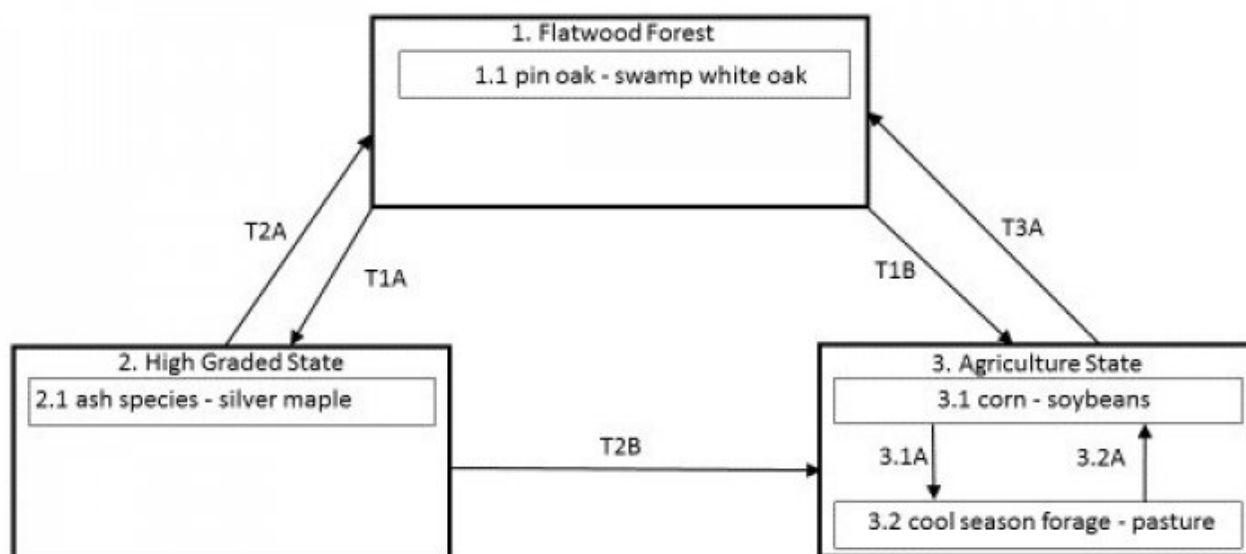 1. Flatwood Forest
1.1 pin oak - swamp white oak
T2A
T1A
T1B
T3A
2. High Graded State
2.1 ash species - silver maple
T2B
3. Agriculture State
3.1 corn - soybeans
3.1A
3.2A
3.2 cool season forage - pasture